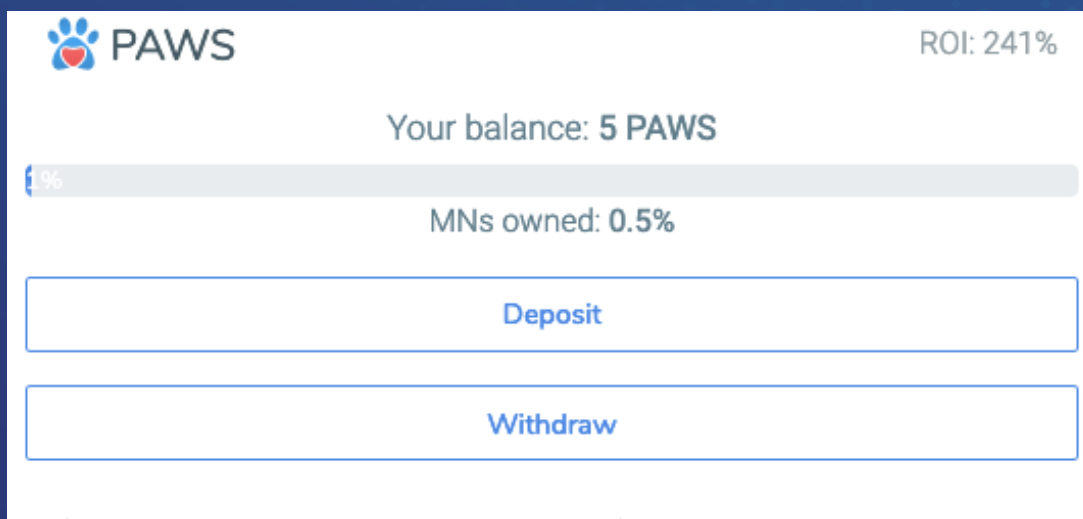 PAWS ROI: 241%
Your balance: 5 PAWS
1%
MNs owned: 0.5%
Deposit
Withdraw